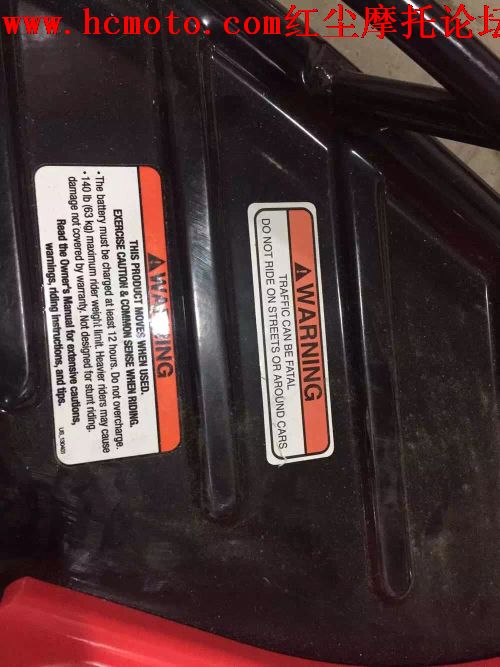 www.hcmoto.com红尘摩托论坛
WARNING
THIS PRODUCT MOVES WHEN USED.
EXERCISE CAUTION & COMMON SENSE WHEN RIDING.
• The battery must be charged at least 12 hours. Do not overcharge.
• 140 lb (63 kg) maximum rider weight limit. Heavier riders may cause
damage not covered by warranty. Not designed for stunt riding.
Read the Owner's Manual for extensive cautions,
warnings, riding instructions, and tips.
WARNING
TRAFFIC CAN BE FATAL
DO NOT RIDE ON STREETS OR AROUND CARS